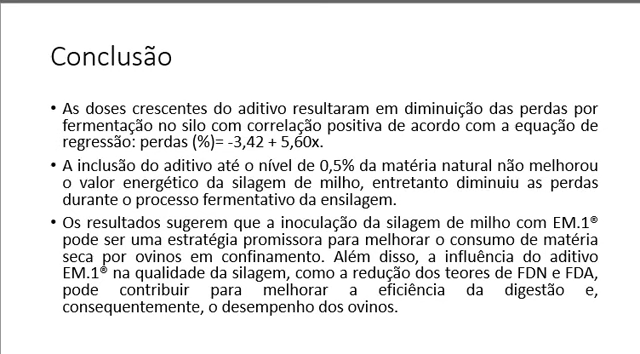 Conclusão
• As doses crescentes do aditivo resultaram em diminuição das perdas por
fermentação no silo com correlação positiva de acordo com a equação de
regressão: perdas (%)= -3,42 + 5,60x.
• A inclusão do aditivo até o nível de 0,5% da matéria natural não melhorou
o valor energético da silagem de milho, entretanto diminuiu as perdas
durante o processo fermentativo da ensilagem.
• Os resultados sugerem que a inoculação da silagem de milho com EM.1®
pode ser uma estratégia promissora para melhorar o consumo de matéria
seca por ovinos em confinamento. Além disso, a influência do aditivo
EM.1® na qualidade da silagem, como a redução dos teores de FDN e FDA,
pode contribuir para melhorar a eficiência da digestão e,
consequentemente, o desempenho dos ovinos.